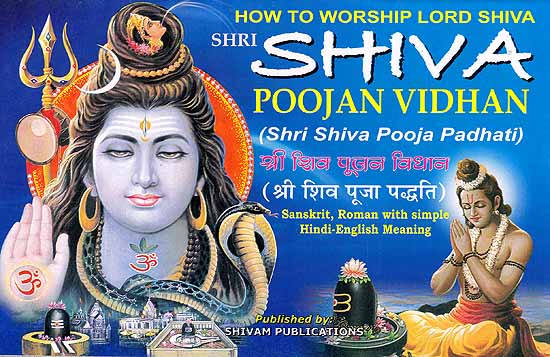 HOW TO WORSHIP LORD SHIVA
SHRI
SHIVA
POOJAN VIDHAN
(Shri Shiva Pooja Padhati)
श्री शिव पूजन विधान
(श्री शिव पूजा पद्धति)
Sanskrit, Roman with simple
Hindi-English Meaning
ॐ
ॐ
Published by:
SHIVAM PUBLICATIONS